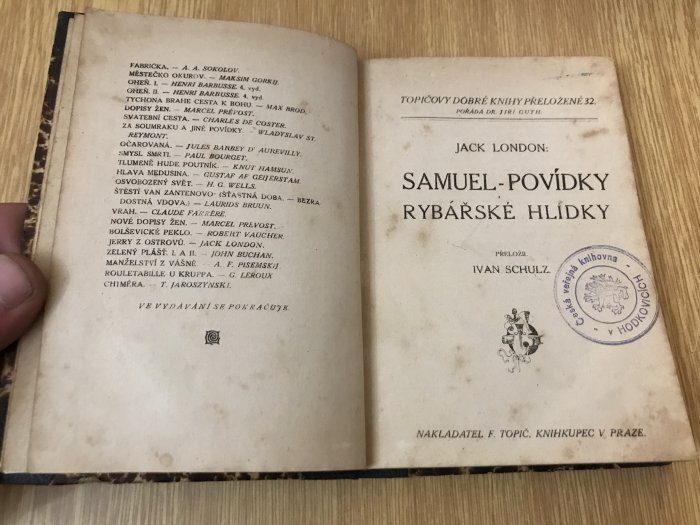 FABRIČKA. — A. A. SOKOLOV.
MĚSTEČKO OKUROV. — MAKSIM GORKIJ.
OHEŇ. I. — HENRI BARBUSSE. 4. vyd.
OHEŇ. II. — HENRI BARBUSSE. 4. vyd.
TYCHONA BRAHE CESTA K BOHU. — MAX BROD.
DOPISY ŽEN. — MARCEL PRÉVOST.
SVATEBNÍ CESTA. — CHARLES DE COSTER.
ZA SOUMRAKU A JINÉ POVÍDKY. — WLADYSLAV ST.
REYMONT.
OČAROVANÁ. — JULES BARBEY D' AUREVILLY.
SMYSL SMRTI. — PAUL BOURGET.
TLUMENĚ HUDE POUTNÍK. — KNUT HAMSUN.
HLAVA MEDUSINA. — GUSTAF AF GEIJERSTAM.
OSVOBOZENÝ SVĚT. — H. G. WELLS.
ŠTĚSTÍ VAN ZANTENOVO. (ŠŤASTNÁ DOBA. — BEZRA-
DOSTNÁ VDOVA.) — LAURIDS BRUUN.
VRAH. — CLAUDE FARRÈRE.
NOVÉ DOPISY ŽEN. — MARCEL PREVOST.
BOLŠEVICKÉ PEKLO. — ROBERT VAUCHER.
JERRY Z OSTROVŮ. — JACK LONDON.
ZELENÝ PLÁŠŤ. I. A II. — JOHN BUCHAN.
MANŽELSTVÍ Z VÁŠNĚ. — A. F. PISEMSKIJ.
ROULETABILLE U KRUPPA. — G. LEROUX
CHIMÉRA. — T. JAROSZYNSKI.
VE VYDÁVÁNÍ SE POKRAČUJE.
TOPIČOVY DOBRÉ KNIHY PŘELOŽENÉ 32.
POŘÁDÁ DR. JIŘÍ GUTH.
JACK LONDON:
SAMUEL-POVÍDKY
RYBÁŘSKÉ HLÍDKY
PŘELOŽIL
IVAN SCHULZ.
Česká veřejná knihovna
- v HODKOVICÍCH -
NAKLADATEL F. TOPIČ, KNIHKUPEC V PRAZE.